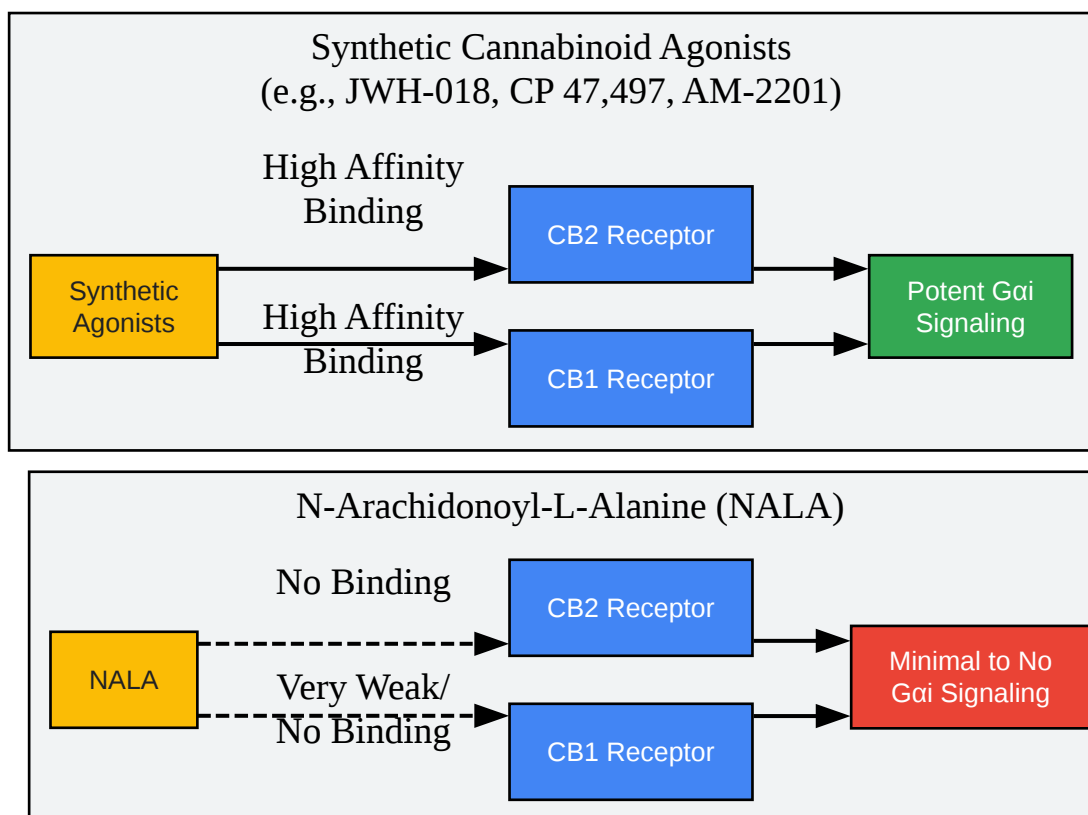 Synthetic Cannabinoid Agonists
(e.g., JWH-018, CP 47,497, AM-2201)
High Affinity
Binding
CB2 Receptor
Synthetic
Agonists
Potent Gαi
Signaling
High Affinity
Binding
CB1 Receptor
N-Arachidonoyl-L-Alanine (NALA)
No Binding
CB2 Receptor
NALA
Minimal to No
Gαi Signaling
Very Weak/
No Binding
CB1 Receptor